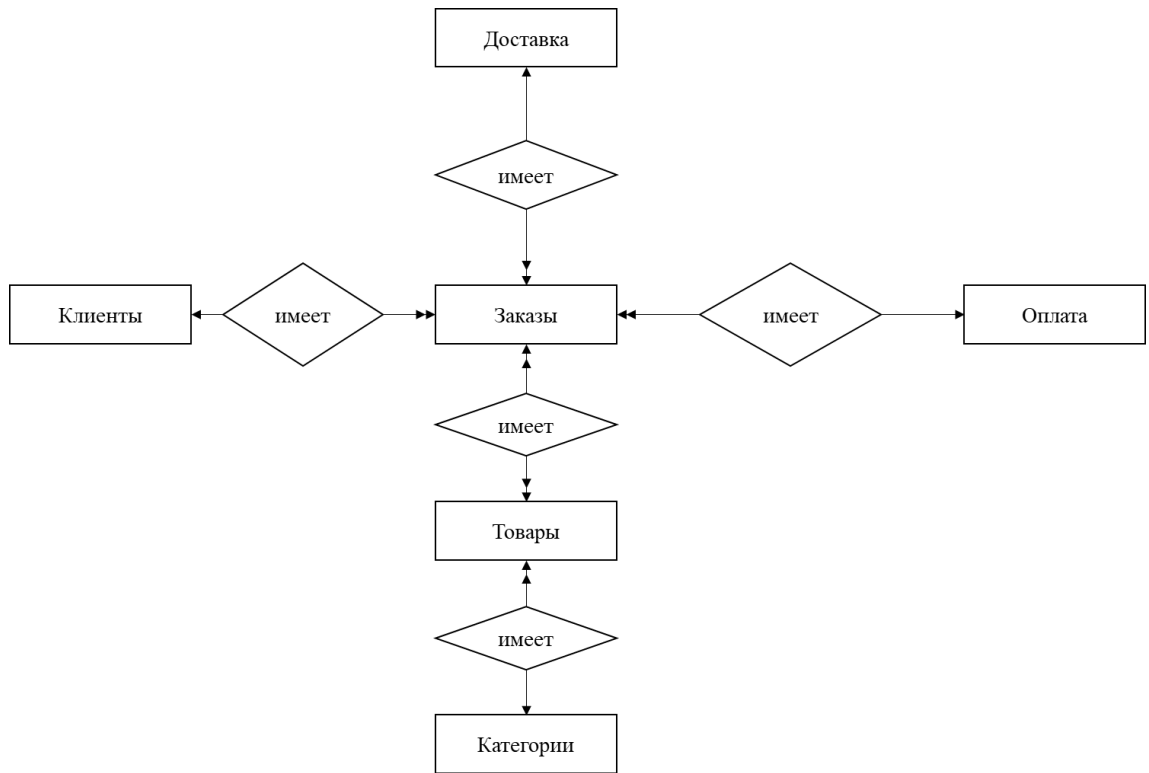 Доставка
имеет
Клиенты
имеет
Заказы
имеет
Оплата
имеет
Товары
имеет
Категории